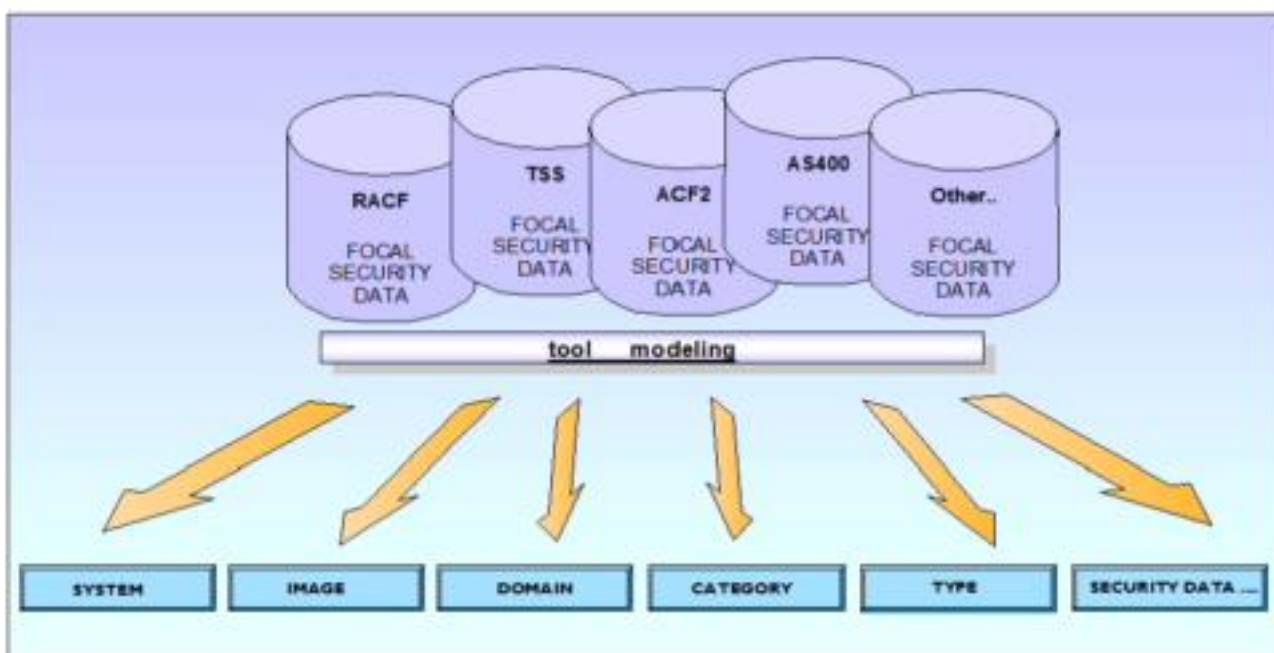 RACF
FOCAL
SECURITY
DATA
TSS
FOCAL
SECURITY
DATA
ACF2
FOCAL
SECURITY
DATA
AS400
FOCAL
SECURITY
DATA
Other..
FOCAL
SECURITY
DATA
tool modeling
SYSTEM
IMAGE
DOMAIN
CATEGORY
TYPE
SECURITY DATA ....